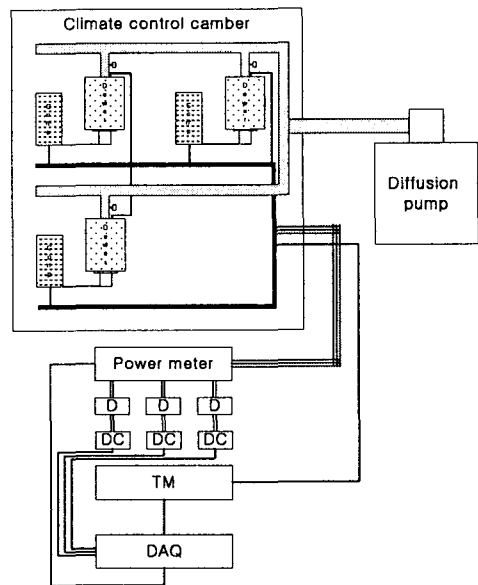 Climate control camber
Diffusion
pump
Power meter
D D D
DC DC DC
TM
DAQ